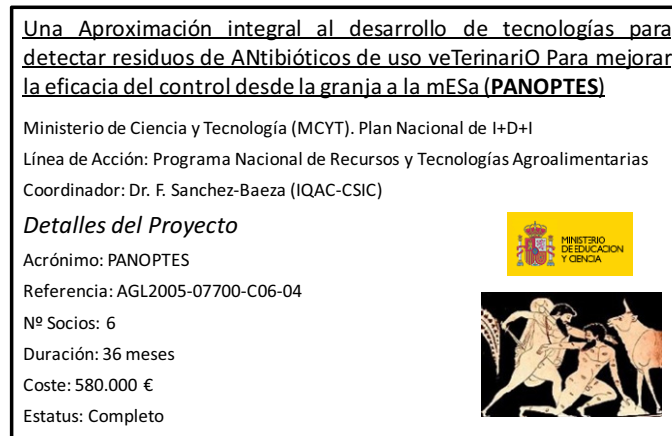 Una Aproximación integral al desarrollo de tecnologías para
detectar residuos de ANtibióticos de uso veTerinariO Para mejorar
la eficacia del control desde la granja a la mESa (PANOPTES)
Ministerio de Ciencia y Tecnología (MCYT). Plan Nacional de I+D+I
Línea de Acción: Programa Nacional de Recursos y Tecnologías Agroalimentarias
Coordinador: Dr. F. Sanchez-Baeza (IQAC-CSIC)
Detalles del Proyecto
Acrónimo: PANOPTES
Referencia: AGL2005-07700-C06-04
Nº Socios: 6
Duración: 36 meses
Coste: 580.000 €
Estatus: Completo
MINISTERIO
DE EDUCACION
Y CIENCIA